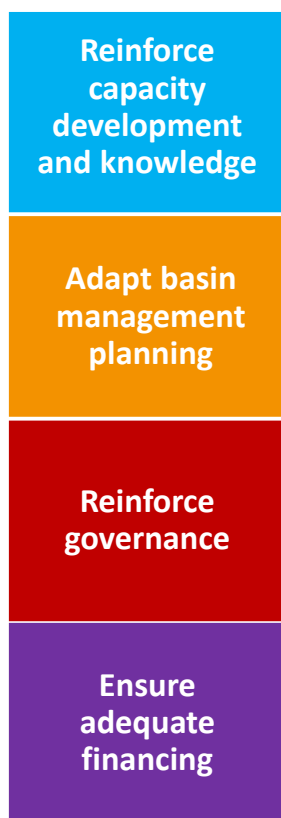 Reinforce
capacity
development
and knowledge
Adapt basin
management
planning
Reinforce
governance
Ensure
adequate
financing